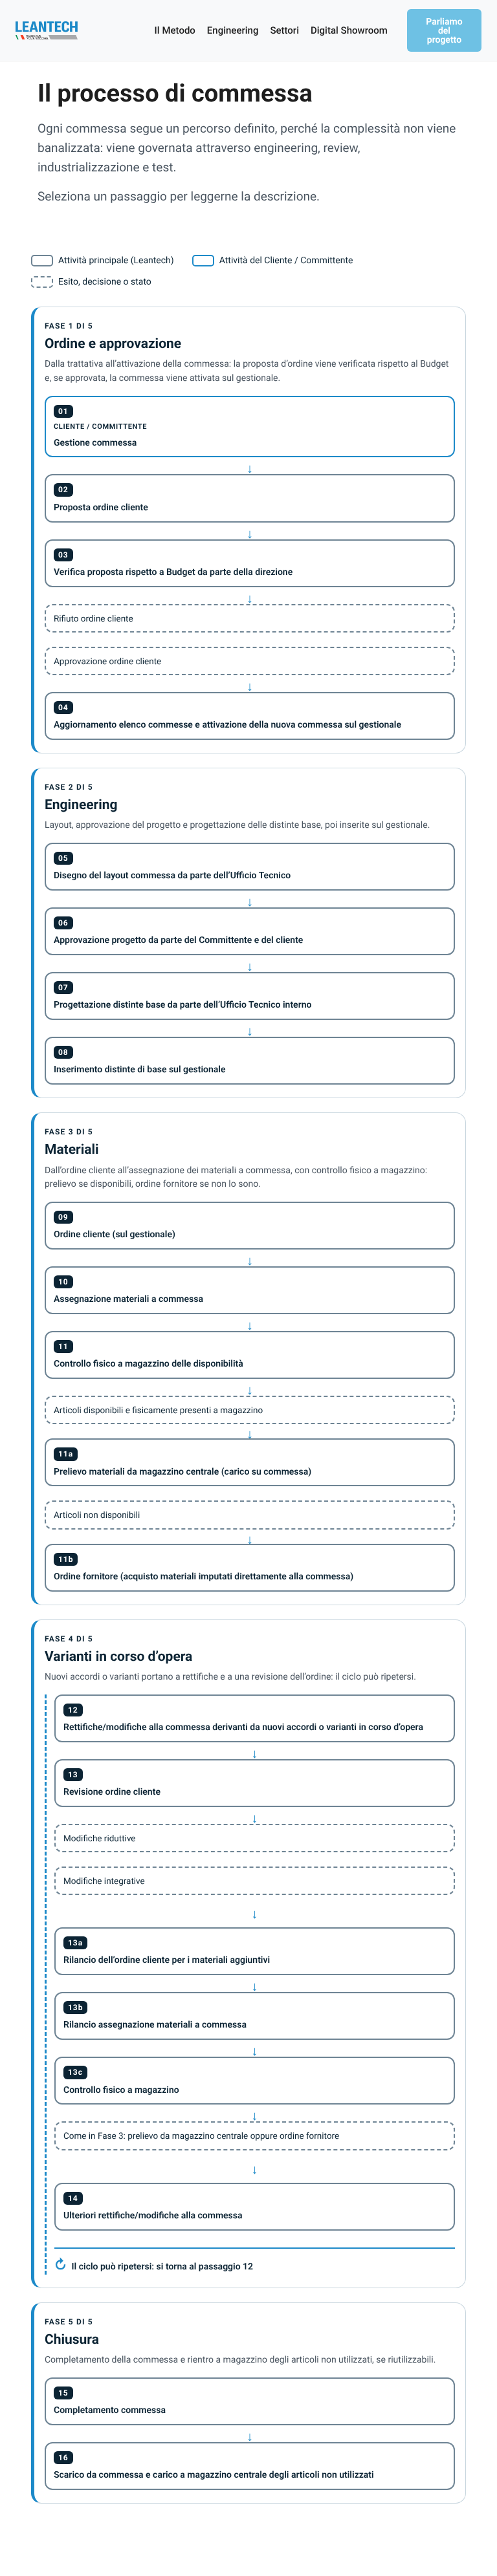 LEANTECH
Il Metodo
Engineering
Settori
Digital Showroom
Parliamo
del
progetto
Il processo di commessa
Ogni commessa segue un percorso definito, perché la complessità non viene
banalizzata: viene governata attraverso engineering, review,
industrializzazione e test.
Seleziona un passaggio per leggerne la descrizione.
Attività principale (Leantech)
Attività del Cliente / Committente
Esito, decisione o stato
FASE 1 DI 5
Ordine e approvazione
Dalla trattativa all’attivazione della commessa: la proposta d’ordine viene verificata rispetto al Budget
e, se approvata, la commessa viene attivata sul gestionale.
01
CLIENTE / COMMITTENTE
Gestione commessa
↓
02
Proposta ordine cliente
↓
03
Verifica proposta rispetto a Budget da parte della direzione
↓
Rifiuto ordine cliente
Approvazione ordine cliente
↓
04
Aggiornamento elenco commesse e attivazione della nuova commessa sul gestionale
FASE 2 DI 5
Engineering
Layout, approvazione del progetto e progettazione delle distinte base, poi inserite sul gestionale.
05
Disegno del layout commessa da parte dell’Ufficio Tecnico
↓
06
Approvazione progetto da parte del Committente e del cliente
↓
07
Progettazione distinte base da parte dell’Ufficio Tecnico interno
↓
08
Inserimento distinte di base sul gestionale
FASE 3 DI 5
Materiali
Dall’ordine cliente all’assegnazione dei materiali a commessa, con controllo fisico a magazzino:
prelievo se disponibili, ordine fornitore se non lo sono.
09
Ordine cliente (sul gestionale)
↓
10
Assegnazione materiali a commessa
↓
11
Controllo fisico a magazzino delle disponibilità
↓
Articoli disponibili e fisicamente presenti a magazzino
↓
11a
Prelievo materiali da magazzino centrale (carico su commessa)
Articoli non disponibili
↓
11b
Ordine fornitore (acquisto materiali imputati direttamente alla commessa)
FASE 4 DI 5
Varianti in corso d’opera
Nuovi accordi o varianti portano a rettifiche e a una revisione dell’ordine: il ciclo può ripetersi.
12
Rettifiche/modifiche alla commessa derivanti da nuovi accordi o varianti in corso d’opera
↓
13
Revisione ordine cliente
↓
Modifiche riduttive
Modifiche integrative
↓
13a
Rilancio dell’ordine cliente per i materiali aggiuntivi
↓
13b
Rilancio assegnazione materiali a commessa
↓
13c
Controllo fisico a magazzino
↓
Come in Fase 3: prelievo da magazzino centrale oppure ordine fornitore
↓
14
Ulteriori rettifiche/modifiche alla commessa
↻ Il ciclo può ripetersi: si torna al passaggio 12
FASE 5 DI 5
Chiusura
Completamento della commessa e rientro a magazzino degli articoli non utilizzati, se riutilizzabili.
15
Completamento commessa
↓
16
Scarico da commessa e carico a magazzino centrale degli articoli non utilizzati